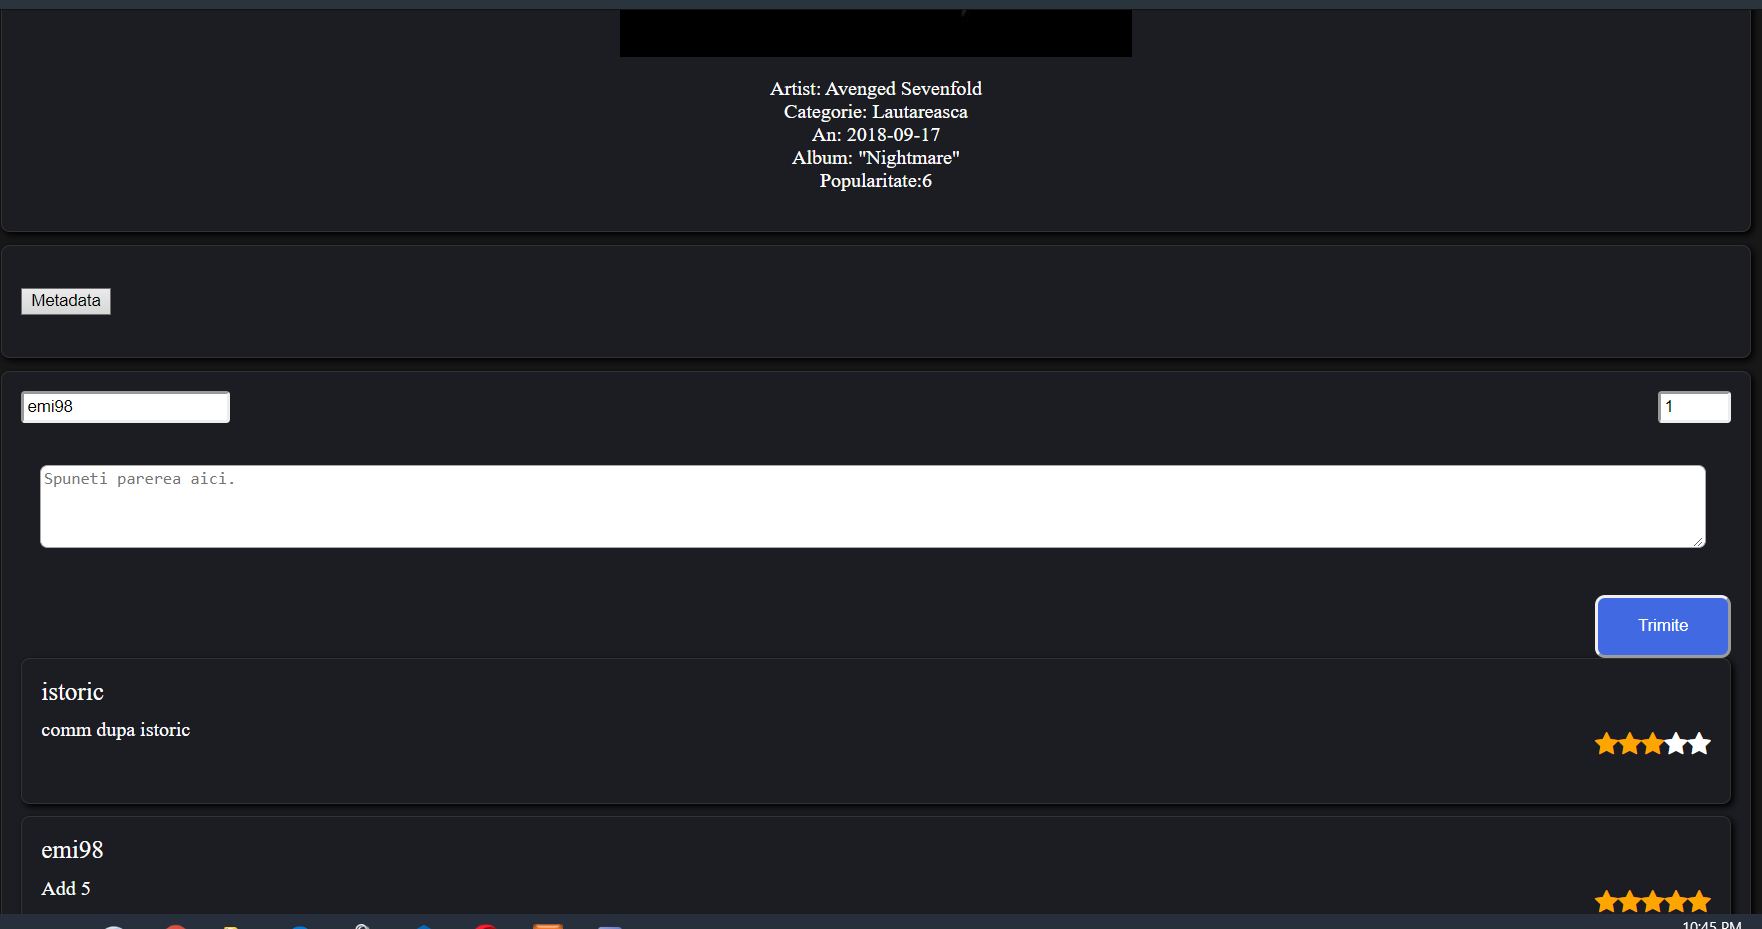 Artist: Avenged Sevenfold
Categorie: Lautareasca
An: 2018-09-17
Album: "Nightmare"
Popularitate:6
Metadata
emi98
1
Spuneti parerea aici.
Trimite
istoric
comm dupa istoric
emi98
Add 5
10:45 PM